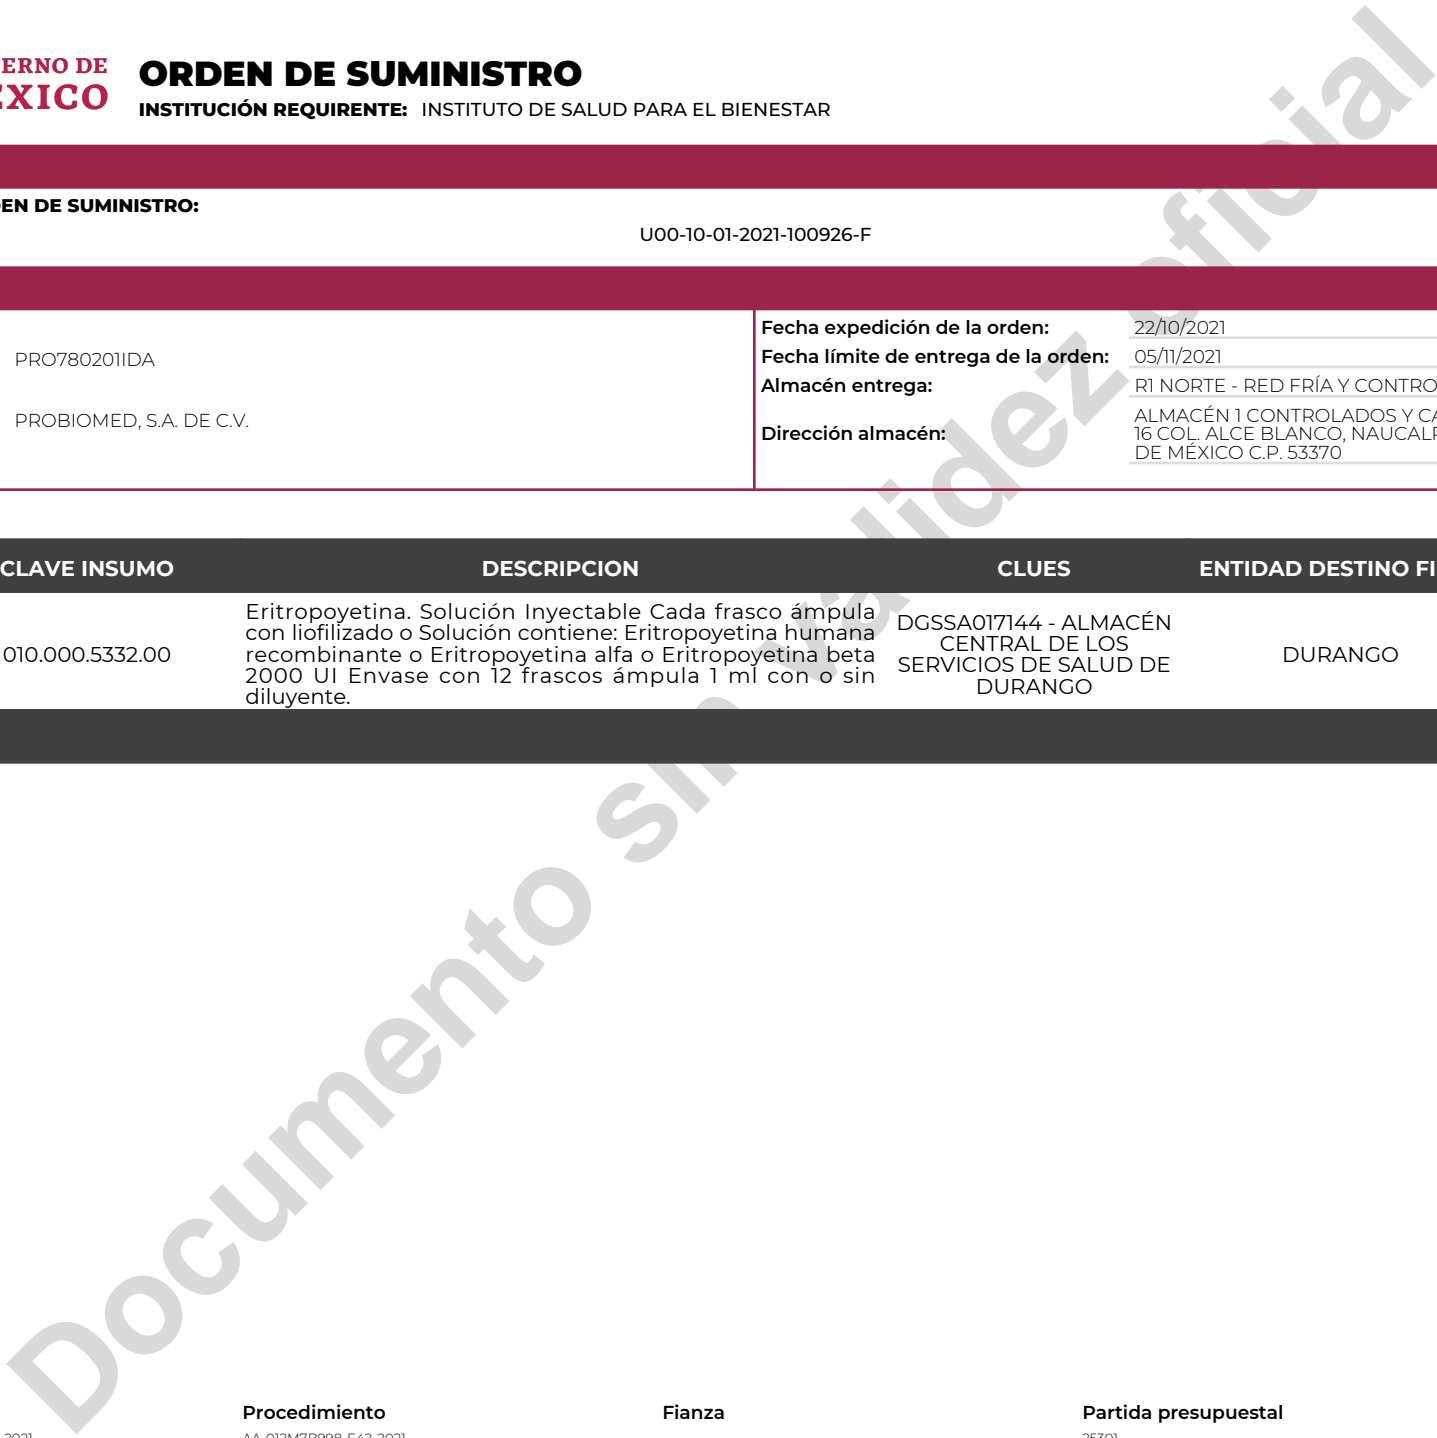 ERNO DE
ÉXICO
ORDEN DE SUMINISTRO
INSTITUCIÓN REQUIRENTE: INSTITUTO DE SALUD PARA EL BIENESTAR
EN DE SUMINISTRO:
U00-10-01-2021-100926-F
PRO780201IDA
PROBIOMED, S.A. DE C.V.
Fecha expedición de la orden: 22/10/2021
Fecha límite de entrega de la orden: 05/11/2021
Almacén entrega: R1 NORTE - RED FRÍA Y CONTRO
Dirección almacén:
ALMACÉN 1 CONTROLADOS Y CA
16 COL. ALCE BLANCO, NAUCALP
DE MÉXICO C.P. 53370
CLAVE INSUMO DESCRIPCION CLUES ENTIDAD DESTINO FI
010.000.5332.00
Eritropoyetina. Solución Inyectable Cada frasco ámpula
con liofilizado o Solución contiene: Eritropoyetina humana
recombinante o Eritropoyetina alfa o Eritropoyetina beta
2000 UI Envase con 12 frascos ámpula 1 ml con o sin
diluyente.
DGSSA017144 - ALMACÉN
CENTRAL DE LOS
SERVICIOS DE SALUD DE
DURANGO
DURANGO
Documento sin validez oficial
Procedimiento Fianza Partida presupuestal